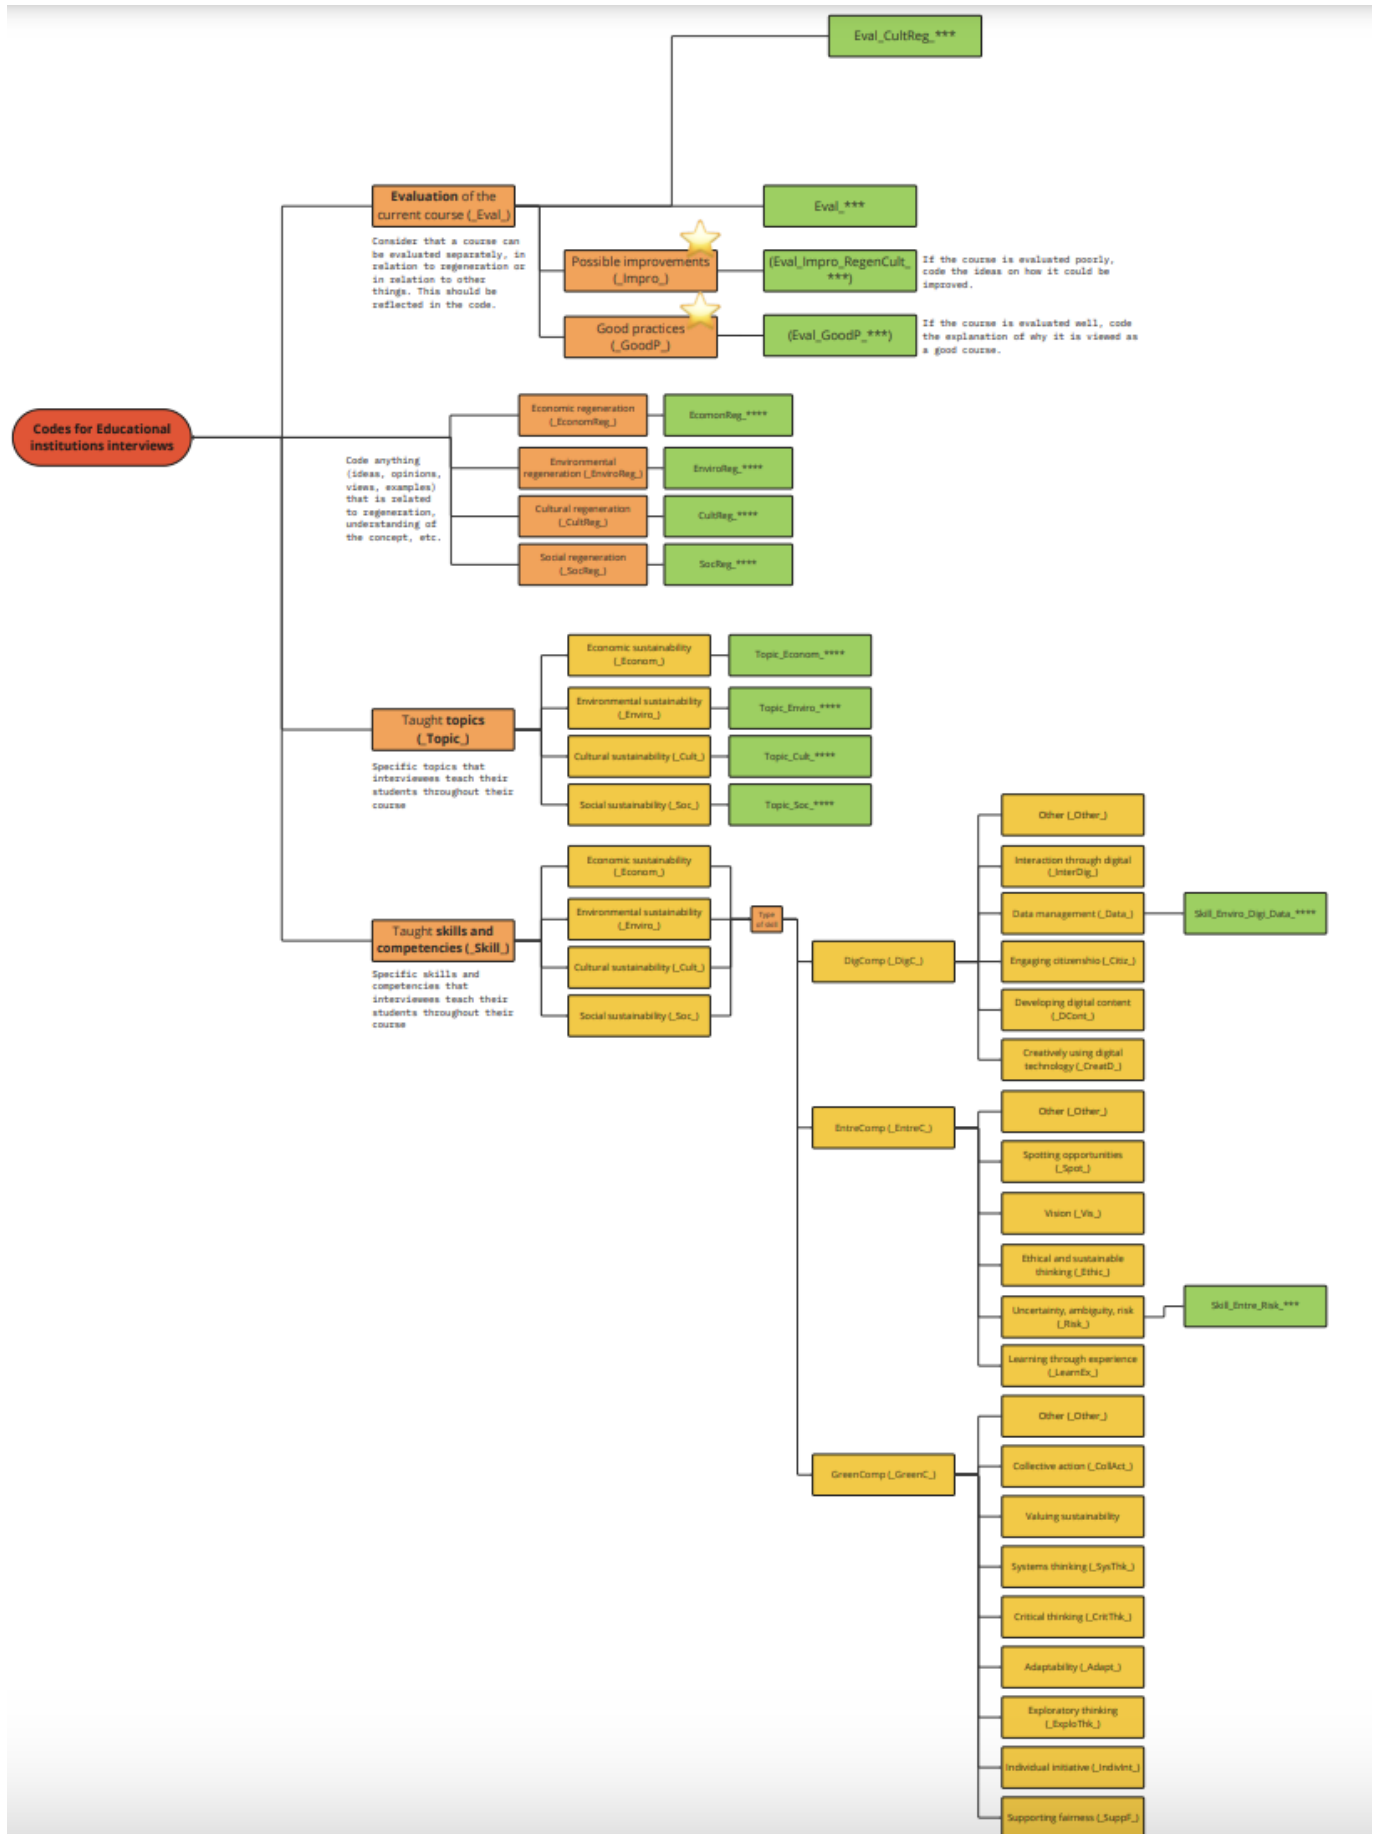 Eval_CultReg_***
Evaluation of the
current course (_Eval_)
Eval_***
Consider that a course can
be evaluated separately, in
relation to regeneration or
in relation to other
things. This should be
reflected in the code.
Possible improvements
(_Impro_)
(Eval_Impro_RegenCult_
***)
If the course is evaluated poorly,
code the ideas on how it could be
improved.
Good practices
(_GoodP_)
(Eval_GoodP_***)
If the course is evaluated well, code
the explanation of why it is viewed as
a good course.
Codes for Educational
institutions interviews
Code anything
(ideas, opinions,
views, examples)
that is related
to regeneration,
understanding of
the concept, etc.
Economic regeneration
(_EconomReg_)
EcomonReg_****
Environmental
regeneration (_EnviroReg_)
EnviroReg_****
Cultural regeneration
(_CultReg_)
CultReg_****
Social regeneration
(_SocReg_)
SocReg_****
Taught topics
(_Topic_)
Specific topics that
interviewees teach their
students throughout their
course
Economic sustainability
(_Econom_)
Topic_Econom_****
Environmental sustainability
(_Enviro_)
Topic_Enviro_****
Cultural sustainability (_Cult_)
Topic_Cult_****
Social sustainability (_Soc_)
Topic_Soc_****
Taught skills and
competencies (_Skill_)
Specific skills and
competencies that
interviewees teach their
students throughout their
course
Economic sustainability
(_Econom_)
Environmental sustainability
(_Enviro_)
Cultural sustainability (_Cult_)
Social sustainability (_Soc_)
Type
of skill
DigComp (_DigC_)
Other (_Other_)
Interaction through digital
(_InterDig_)
Data management (_Data_)
Skill_Enviro_Digi_Data_****
Engaging citizenshio (_Citiz_)
Developing digital content
(_DCont_)
Creatively using digital
technology (_CreatD_)
EntreComp (_EntreC_)
Other (_Other_)
Spotting opportunities
(_Spot_)
Vision (_Vis_)
Ethical and sustainable
thinking (_Ethic_)
Uncertainty, ambiguity, risk
(_Risk_)
Skill_Entre_Risk_***
Learning through experience
(_LearnEx_)
GreenComp (_GreenC_)
Other (_Other_)
Collective action (_CollAct_)
Valuing sustainability
Systems thinking (_SysThk_)
Critical thinking (_CritThk_)
Adaptability (_Adapt_)
Exploratory thinking
(_ExploThk_)
Individual initiative (_IndivInt_)
Supporting fairness (_SuppF_)